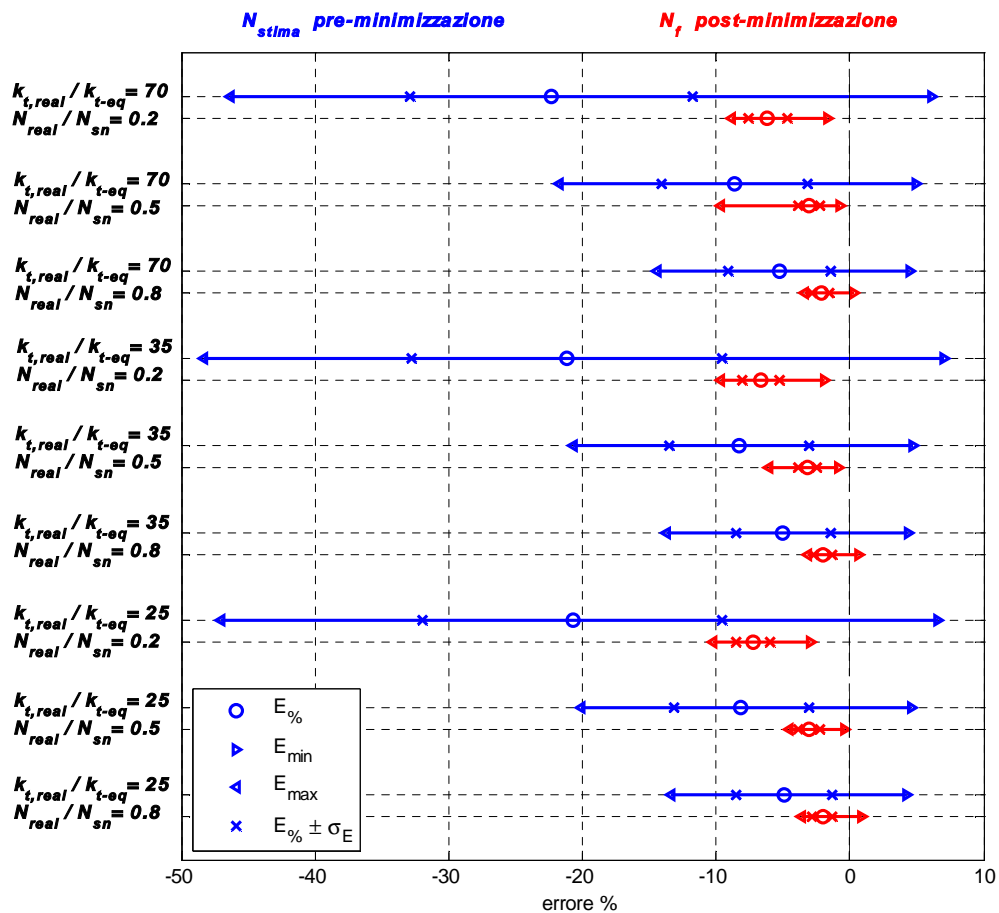 N_stima pre-minimizzazione
N_f post-minimizzazione
k_t,real / k_t-eq = 70
N_real / N_sn = 0.2
k_t,real / k_t-eq = 70
N_real / N_sn = 0.5
k_t,real / k_t-eq = 70
N_real / N_sn = 0.8
k_t,real / k_t-eq = 35
N_real / N_sn = 0.2
k_t,real / k_t-eq = 35
N_real / N_sn = 0.5
k_t,real / k_t-eq = 35
N_real / N_sn = 0.8
k_t,real / k_t-eq = 25
N_real / N_sn = 0.2
k_t,real / k_t-eq = 25
N_real / N_sn = 0.5
k_t,real / k_t-eq = 25
N_real / N_sn = 0.8
E_%
E_min
E_max
E_% ± σ_E
-50 -40 -30 -20 -10 0 10
errore %